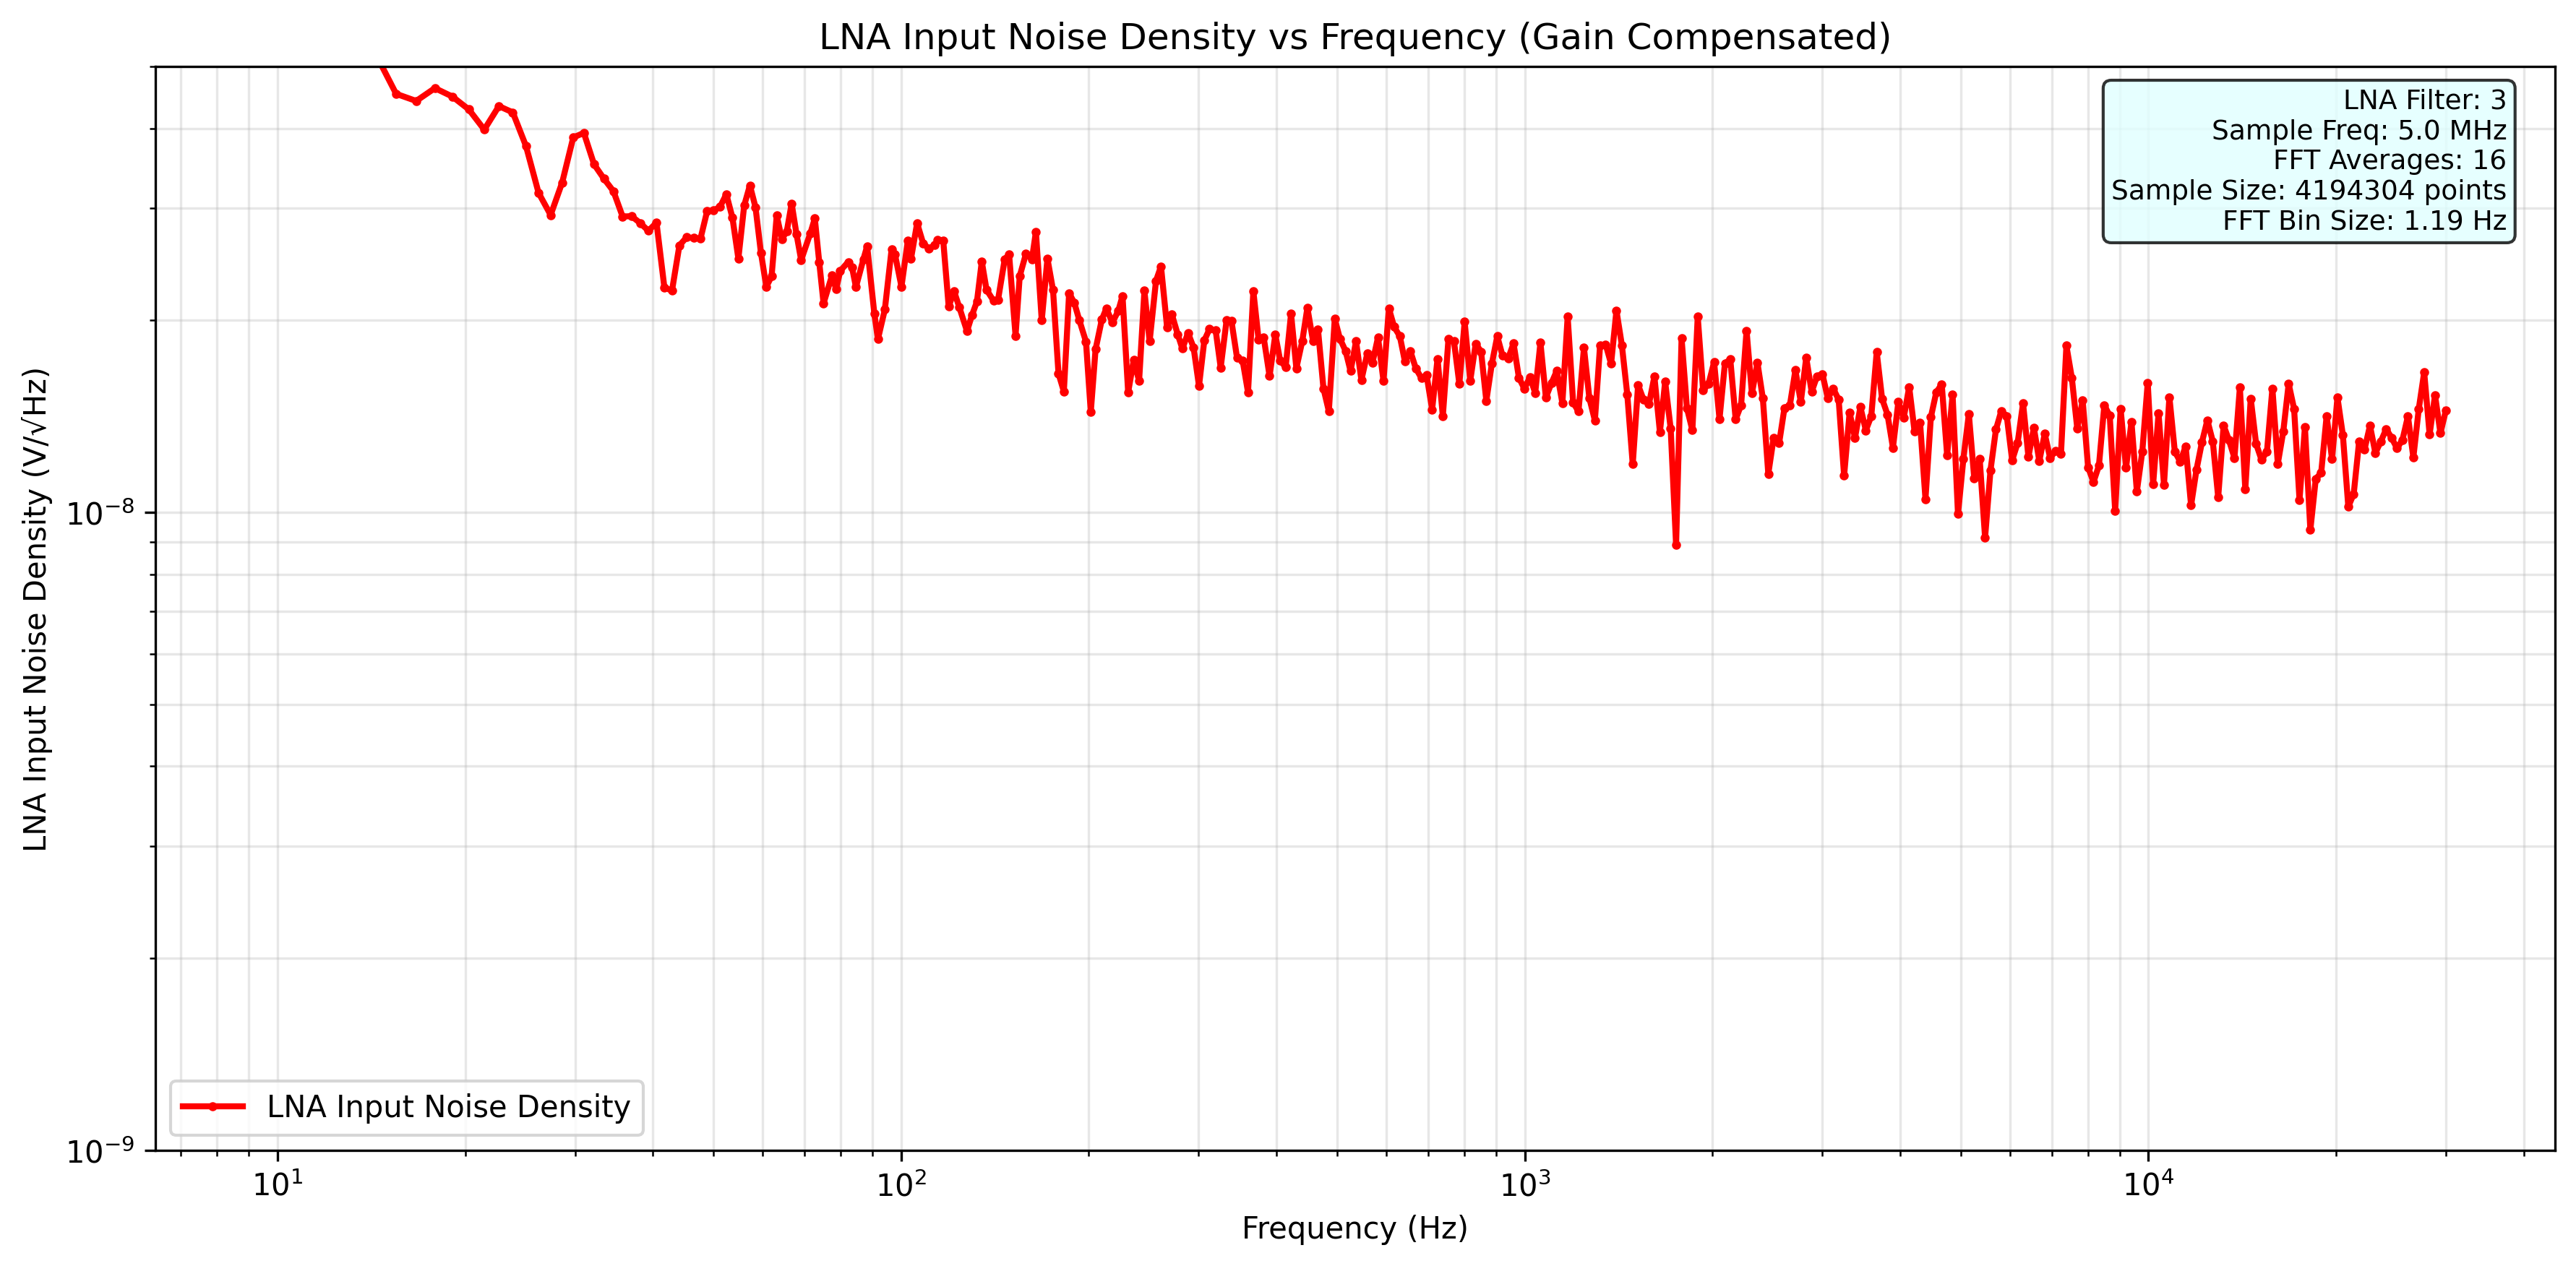 LNA Input Noise Density vs Frequency (Gain Compensated)
LNA Filter: 3
Sample Freq: 5.0 MHz
FFT Averages: 16
Sample Size: 4194304 points
FFT Bin Size: 1.19 Hz
LNA Input Noise Density (V/√Hz)
10⁻⁸
10⁻⁹
LNA Input Noise Density
10¹
10²
10³
10⁴
Frequency (Hz)